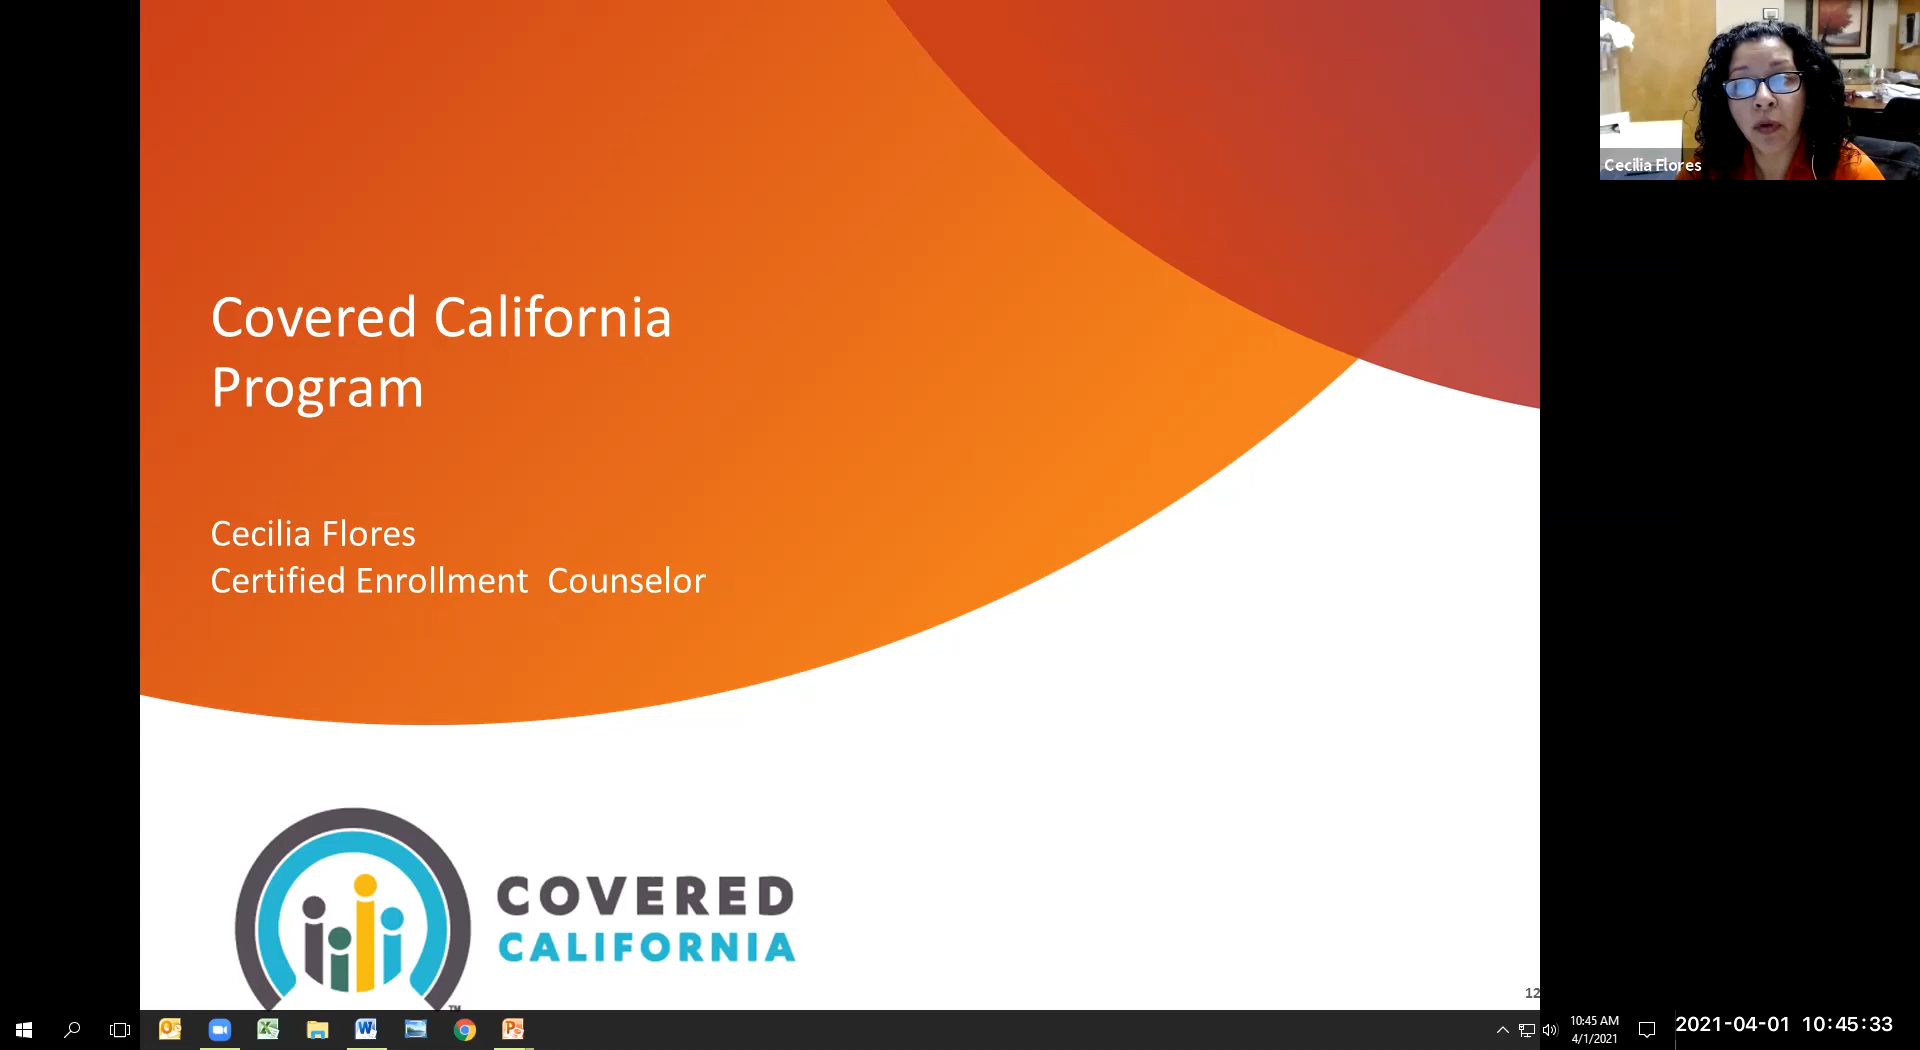 Covered California
Program
Cecilia Flores
Certified Enrollment  Counselor
COVERED
CALIFORNIA
TM
12
Cecilia Flores
10:45 AM
4/1/2021
2021-04-01 10:45:33